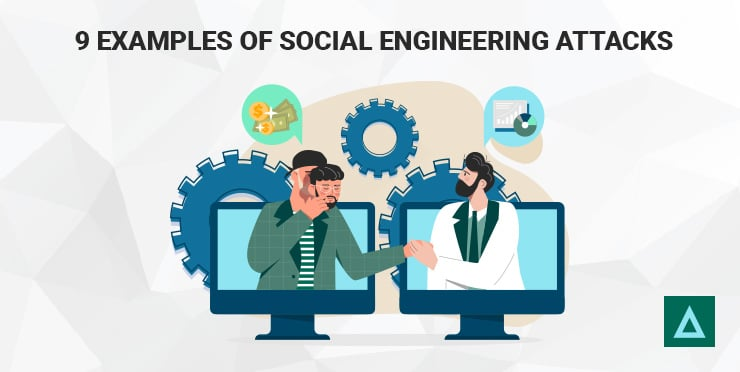 9 EXAMPLES OF SOCIAL ENGINEERING ATTACKS